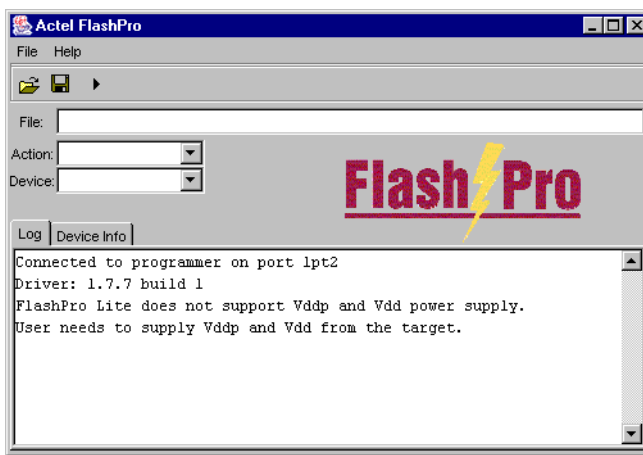 Actel FlashPro
File Help
File:
Action:
Device:
Flash Pro
Log Device Info
Connected to programmer on port lpt2
Driver: 1.7.7 build 1
FlashPro Lite does not support Vddp and Vdd power supply.
User needs to supply Vddp and Vdd from the target.